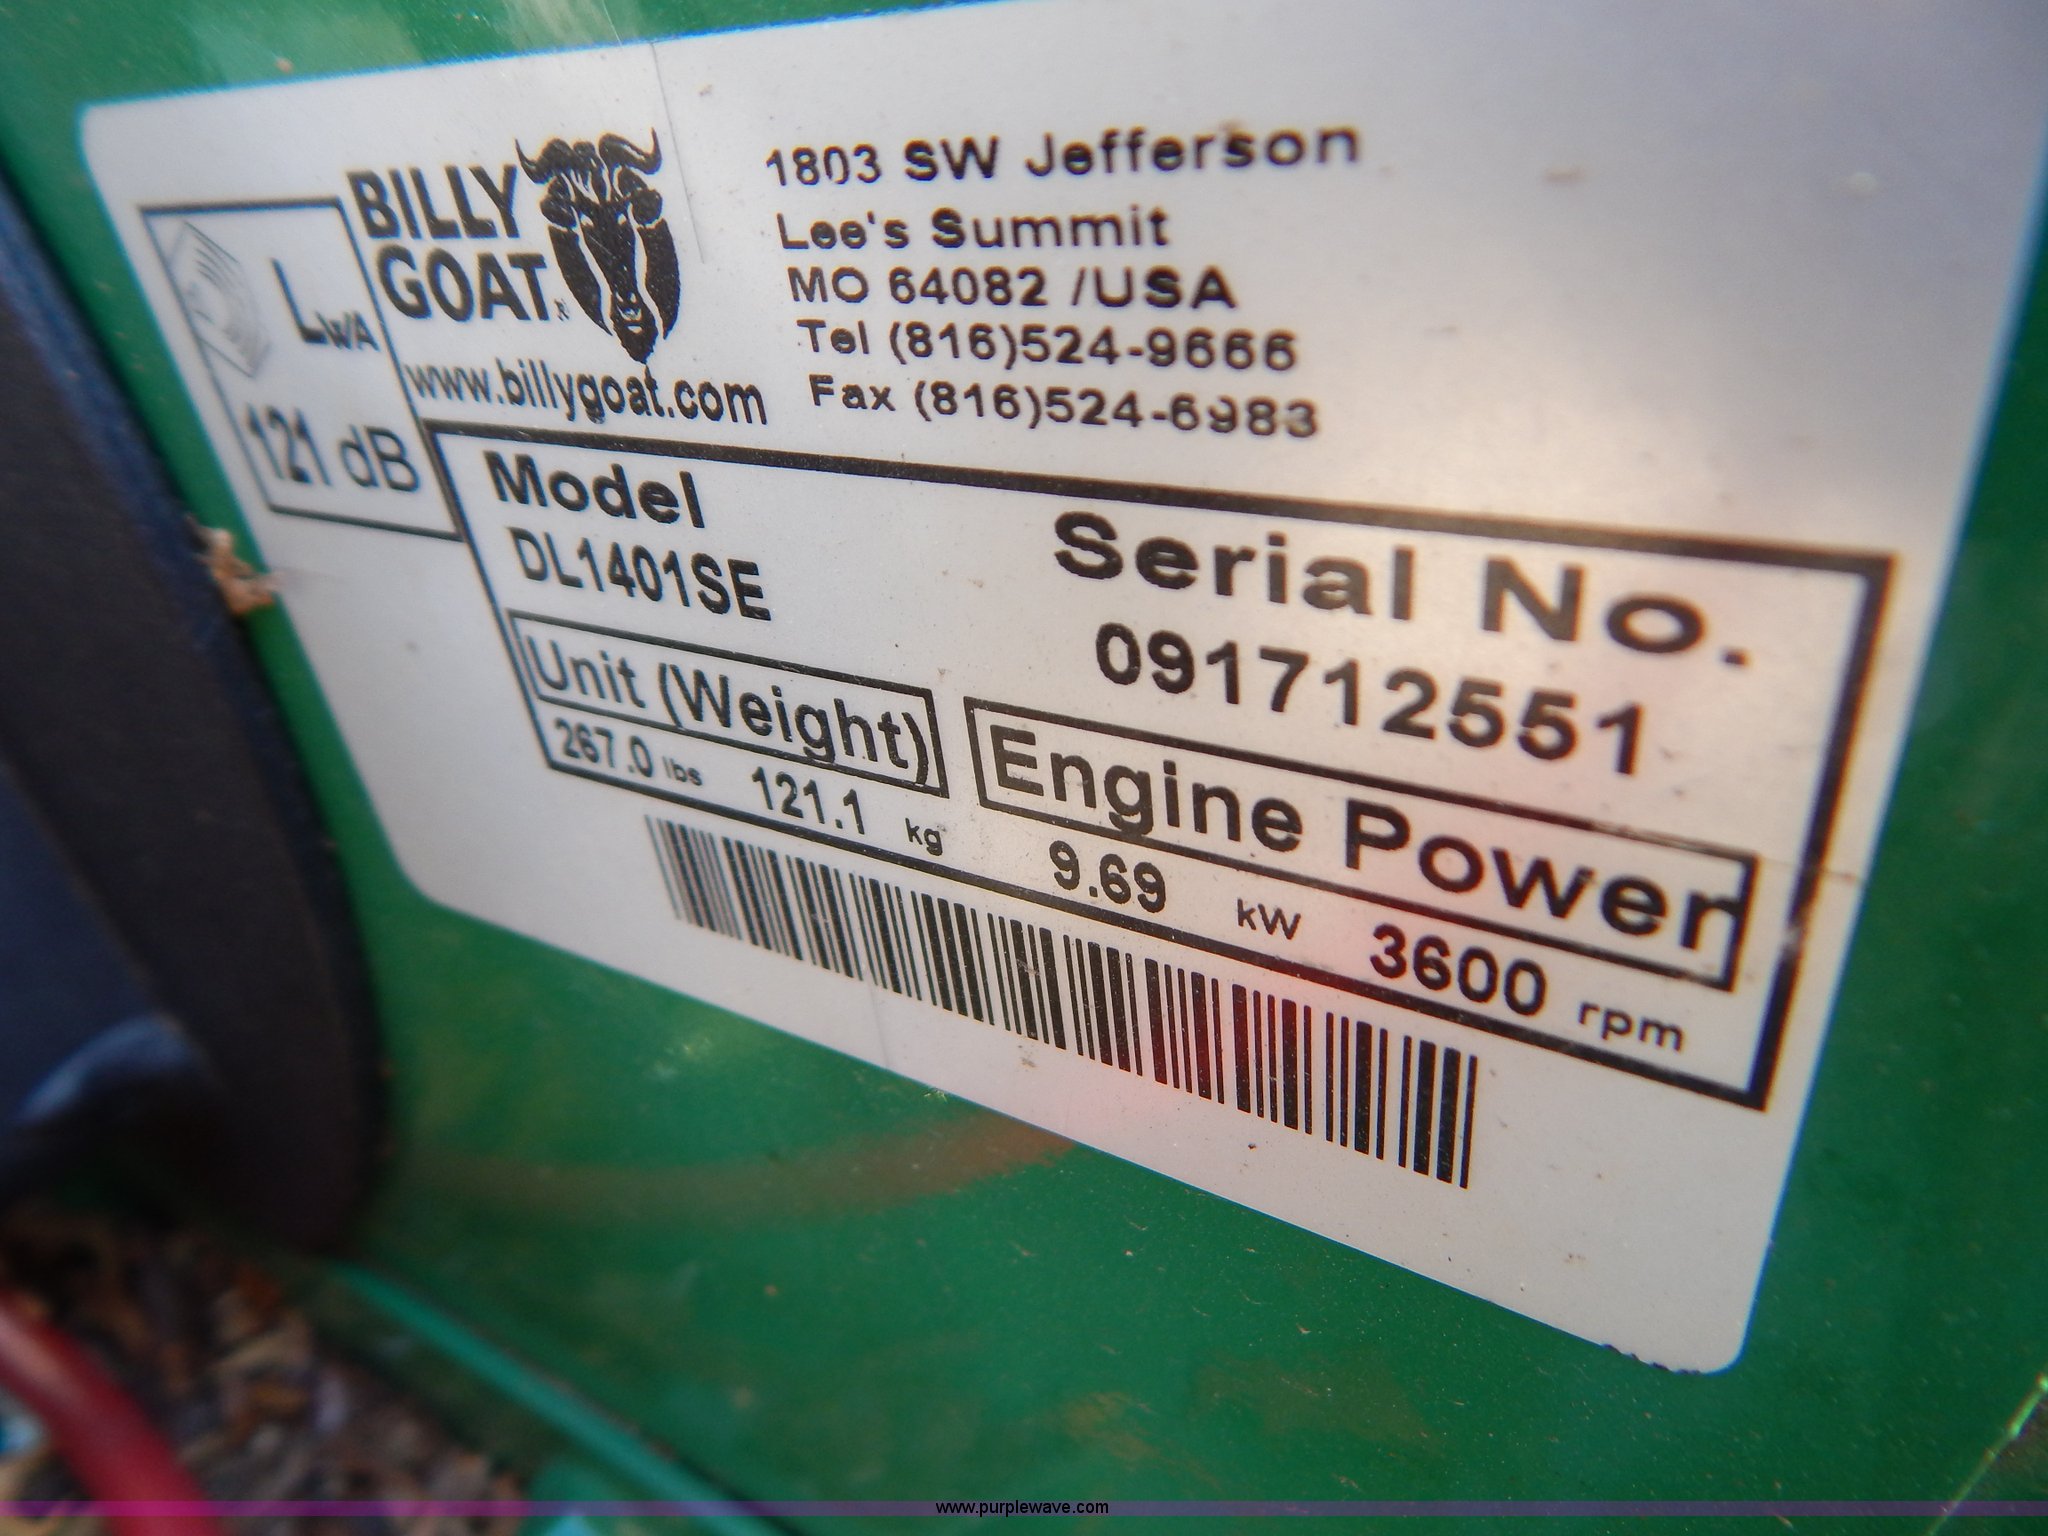 BILLY
GOAT
www.billygoat.com
LWA
121 dB
1803 SW Jefferson
Lee's Summit
MO 64082 /USA
Tel (816)524-9666
Fax (816)524-6983
Model
DL1401SE
Serial No.
091712551
Unit (Weight)
267.0 lbs 121.1 kg
Engine Power
9.69 kW 3600 rpm
www.purplewave.com